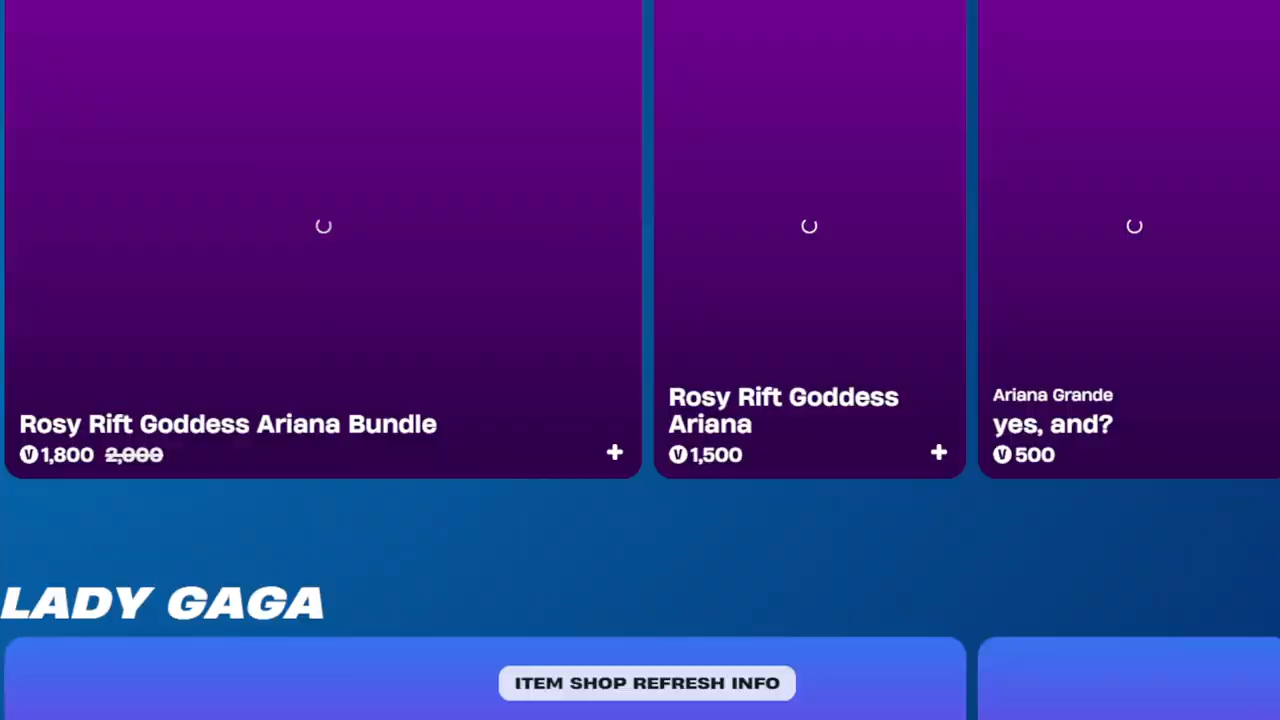 Rosy Rift Goddess Ariana Bundle
1,800 2,000
Rosy Rift Goddess
Ariana
1,500
Ariana Grande
yes, and?
500
LADY GAGA
ITEM SHOP REFRESH INFO